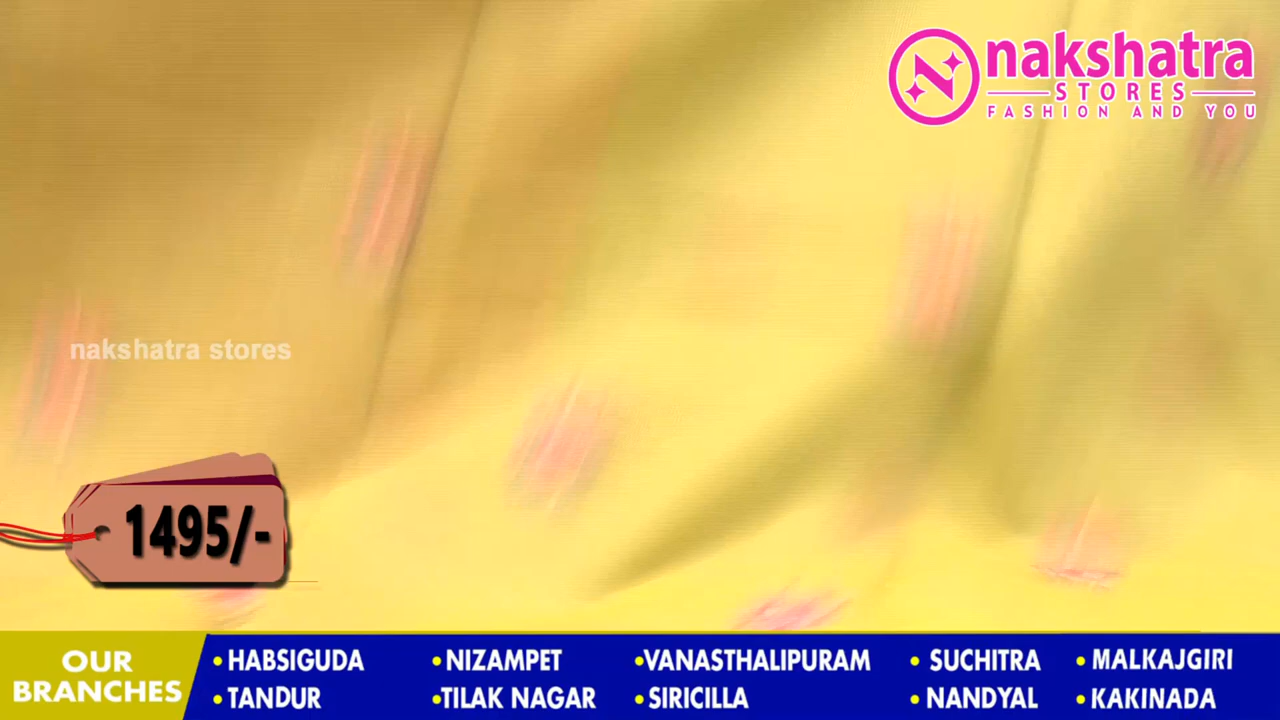 nakshatra
STORES
FASHION AND YOU
nakshatra stores
1495/-
OUR
BRANCHES
• HABSIGUDA • NIZAMPET •VANASTHALIPURAM • SUCHITRA • MALKAJGIRI
• TANDUR •TILAK NAGAR • SIRICILLA • NANDYAL • KAKINADA